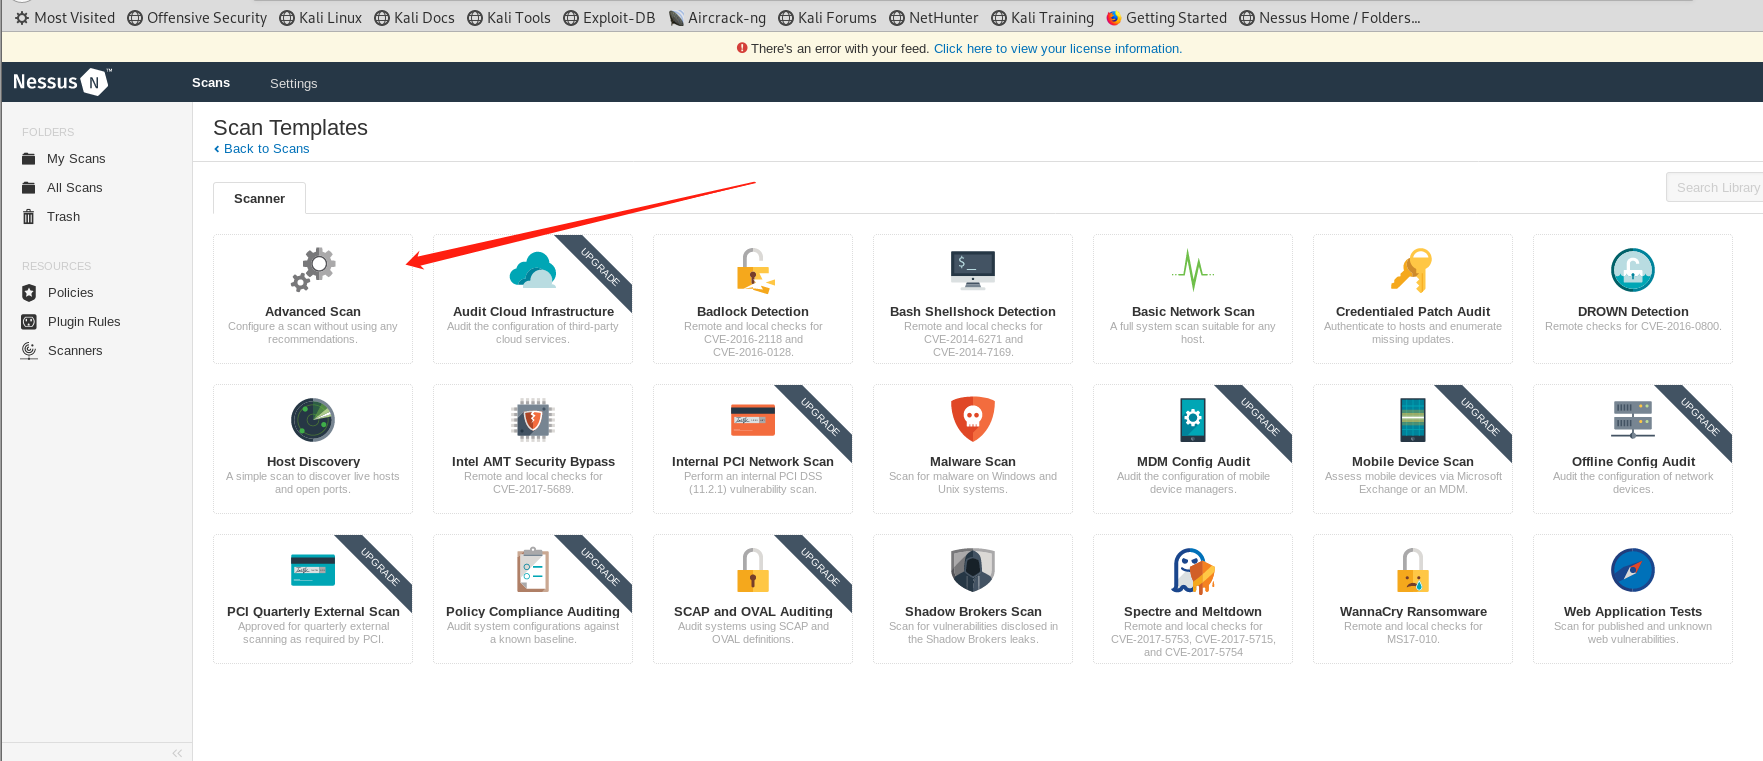 Most Visited Offensive Security Kali Linux Kali Docs Kali Tools Exploit-DB Aircrack-ng Kali Forums NetHunter Kali Training Getting Started Nessus Home / Folders...
There's an error with your feed. Click here to view your license information.
Nessus N ™ Scans Settings
FOLDERS
My Scans
All Scans
Trash
RESOURCES
Policies
Plugin Rules
Scanners
Scan Templates
Back to Scans
Scanner
Search Library
Advanced Scan
Configure a scan without using any
recommendations.
UPGRADE
Audit Cloud Infrastructure
Audit the configuration of third-party
cloud services.
Badlock Detection
Remote and local checks for
CVE-2016-2118 and
CVE-2016-0128.
$_
Bash Shellshock Detection
Remote and local checks for
CVE-2014-6271 and
CVE-2014-7169.
Basic Network Scan
A full system scan suitable for any
host.
Credentialed Patch Audit
Authenticate to hosts and enumerate
missing updates.
DROWN Detection
Remote checks for CVE-2016-0800.
Host Discovery
A simple scan to discover live hosts
and open ports.
Intel AMT Security Bypass
Remote and local checks for
CVE-2017-5689.
UPGRADE
Internal PCI Network Scan
Perform an internal PCI DSS
(11.2.1) vulnerability scan.
Malware Scan
Scan for malware on Windows and
Unix systems.
UPGRADE
MDM Config Audit
Audit the configuration of mobile
device managers.
UPGRADE
Mobile Device Scan
Assess mobile devices via Microsoft
Exchange or an MDM.
UPGRADE
Offline Config Audit
Audit the configuration of network
devices.
UPGRADE
PCI Quarterly External Scan
Approved for quarterly external
scanning as required by PCI.
UPGRADE
Policy Compliance Auditing
Audit system configurations against
a known baseline.
UPGRADE
SCAP and OVAL Auditing
Audit systems using SCAP and
OVAL definitions.
Shadow Brokers Scan
Scan for vulnerabilities disclosed in
the Shadow Brokers leaks.
Spectre and Meltdown
Remote and local checks for
CVE-2017-5753, CVE-2017-5715,
and CVE-2017-5754
WannaCry Ransomware
Remote and local checks for
MS17-010.
Web Application Tests
Scan for published and unknown
web vulnerabilities.